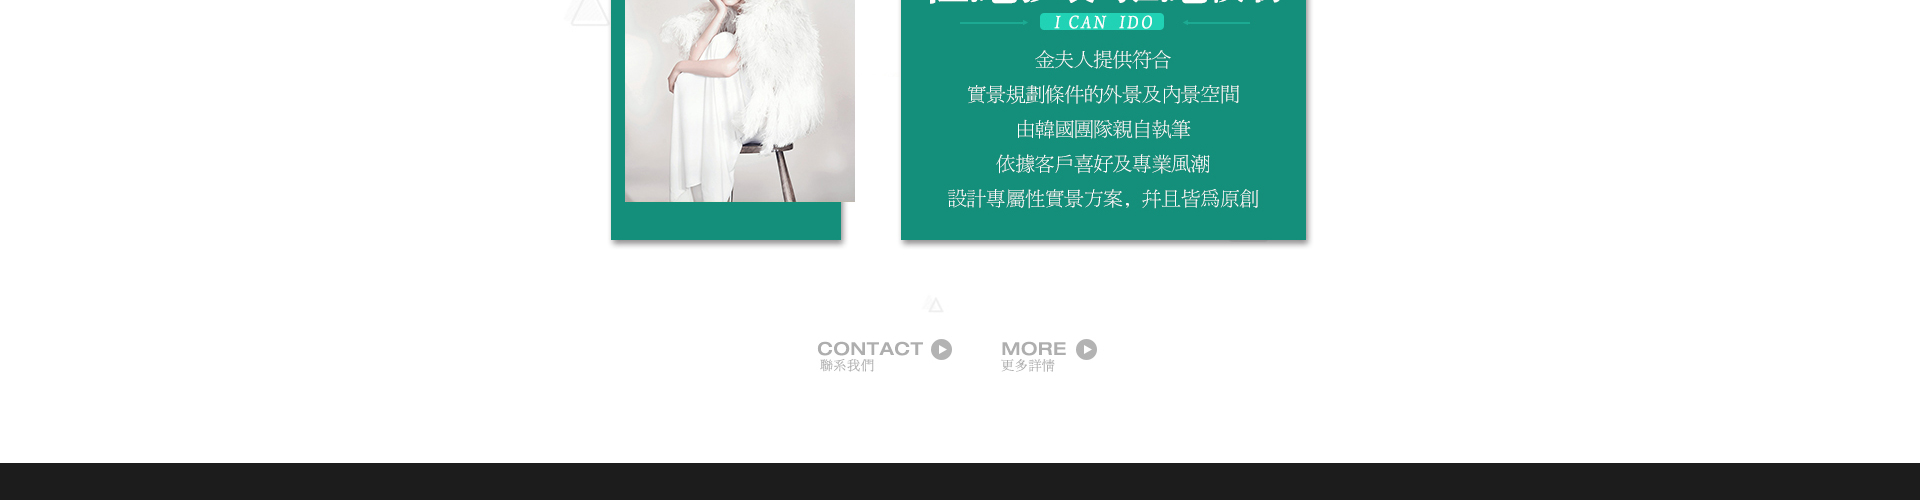 I CAN IDO
金夫人提供符合
實景規劃條件的外景及內景空間
由韓國團隊親自執筆
依據客戶喜好及專業風潮
設計專屬性實景方案，并且皆爲原創
CONTACT
聯系我們
MORE
更多詳情